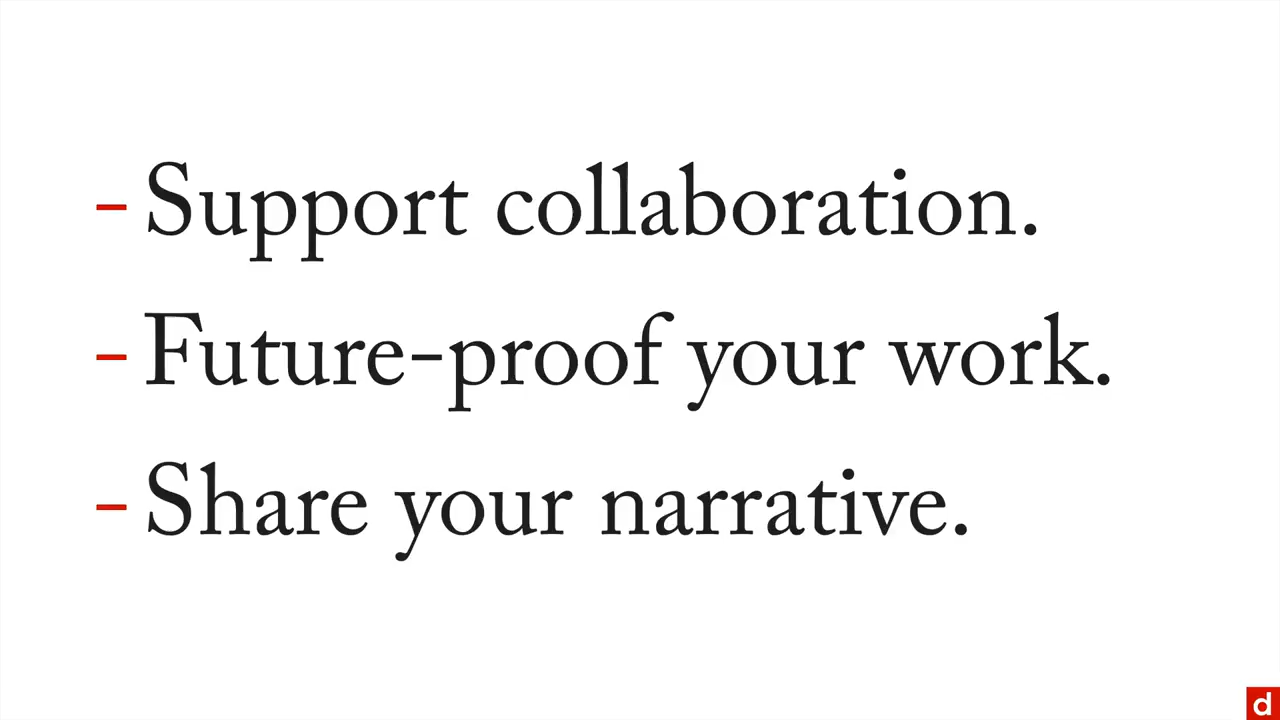 - Support collaboration.
- Future-proof your work.
- Share your narrative.
d